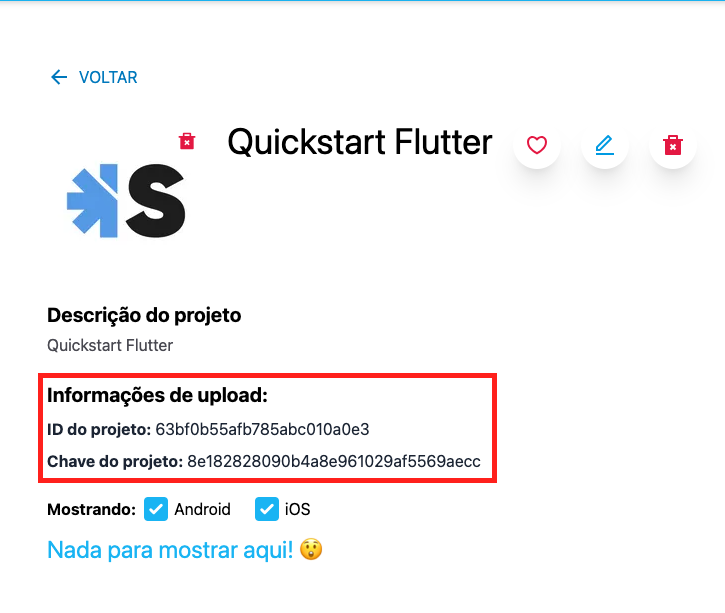 VOLTAR
Quickstart Flutter
S
Descrição do projeto
Quickstart Flutter
Informações de upload:
ID do projeto: 63bf0b55afb785abc010a0e3
Chave do projeto: 8e182828090b4a8e961029af5569aecc
Mostrando: Android iOS
Nada para mostrar aqui! 😲